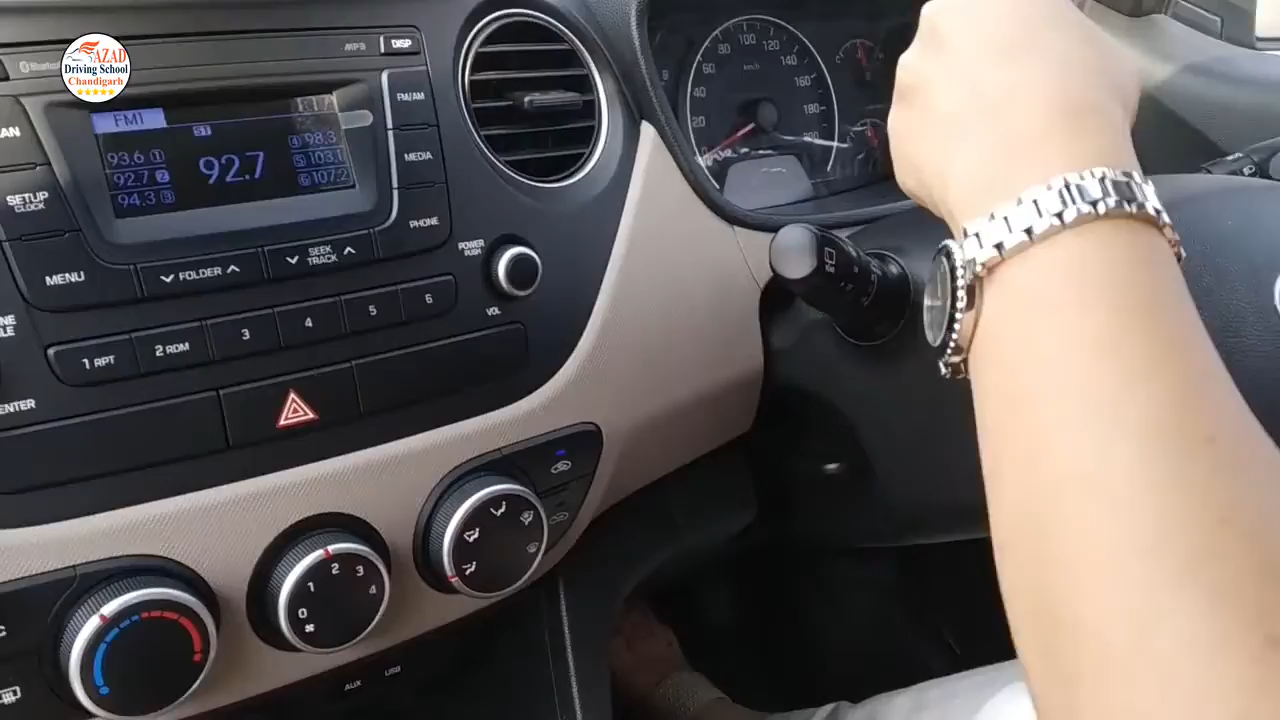 AZAD
Driving School
Chandigarh
Bluetooth
MP3
DISP
FM/AM
MEDIA
PHONE
SETUP
CLOCK
MENU
FM1
S1
93.6 1
92.7 2
94.3 3
92.7
4 98.3
5 103.1
6 107.2
FOLDER
SEEK
TRACK
POWER
PUSH
VOL
1 RPT
2 RDM
3
4
5
6
ENTER
0
1
2
3
4
AUX
USB
20
40
60
80
100
120
140
160
180
km/h